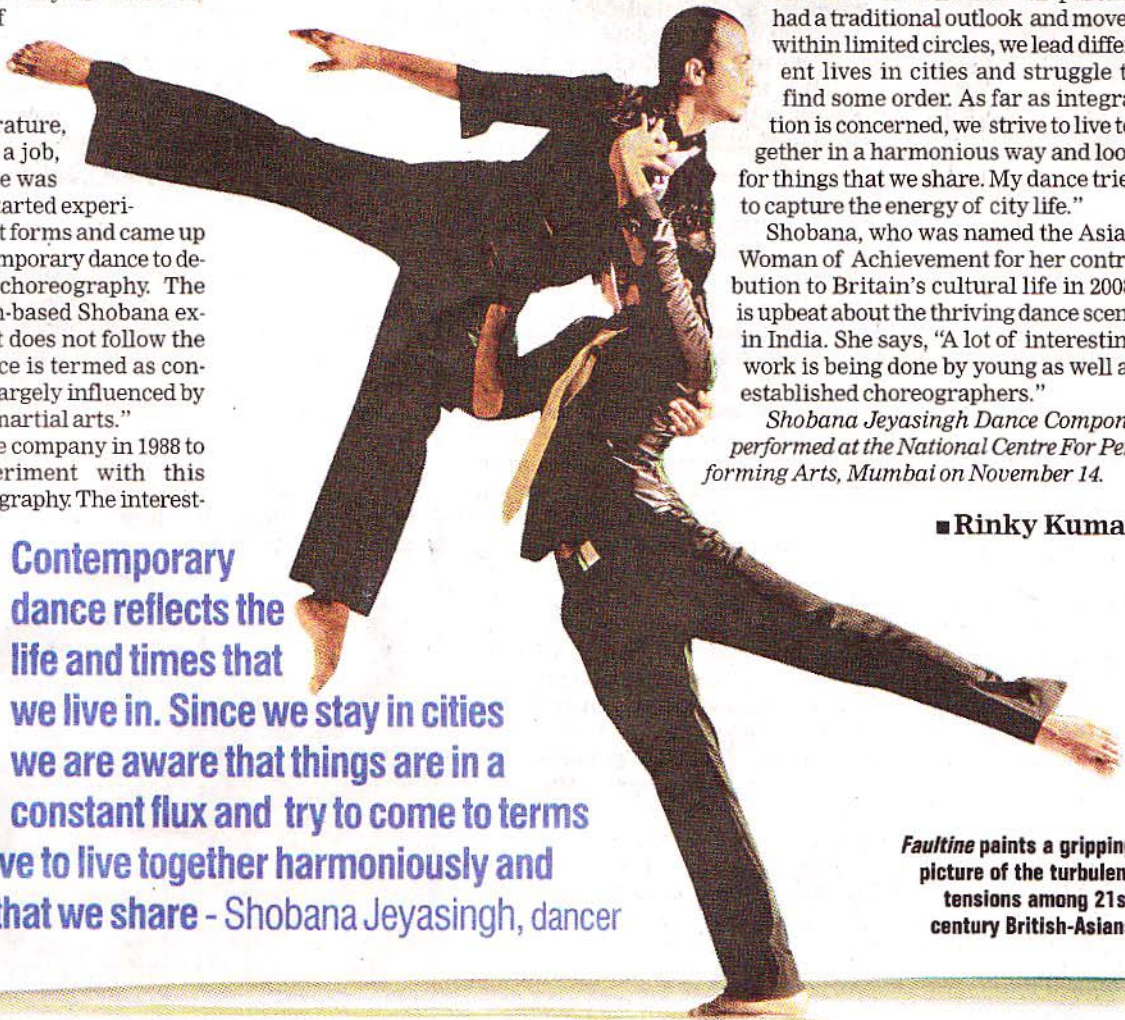 f
rature,
a job,
e was
tarted experi-
t forms and came up
mporary dance to de-
choreography. The
n-based Shobana ex-
t does not follow the
ce is termed as con-
argely influenced by
martial arts."
e company in 1988 to
eriment with this
graphy. The interest-
Contemporary
dance reflects the
life and times that
we live in. Since we stay in cities
we are aware that things are in a
constant flux and try to come to terms
ve to live together harmoniously and
that we share - Shobana Jeyasingh, dancer
had a traditional outlook and move
within limited circles, we lead differ
ent lives in cities and struggle t
find some order. As far as integra
tion is concerned, we strive to live to
gether in a harmonious way and loo
for things that we share. My dance trie
to capture the energy of city life."
Shobana, who was named the Asia
Woman of Achievement for her contr
bution to Britain's cultural life in 2008
is upbeat about the thriving dance scen
in India. She says, "A lot of interestin
work is being done by young as well a
established choreographers."
Shobana Jeyasingh Dance Compon
performed at the National Centre For Per
forming Arts, Mumbai on November 14.
■ Rinky Kuma
Faultine paints a gripping
picture of the turbulen
tensions among 21s
century British-Asian